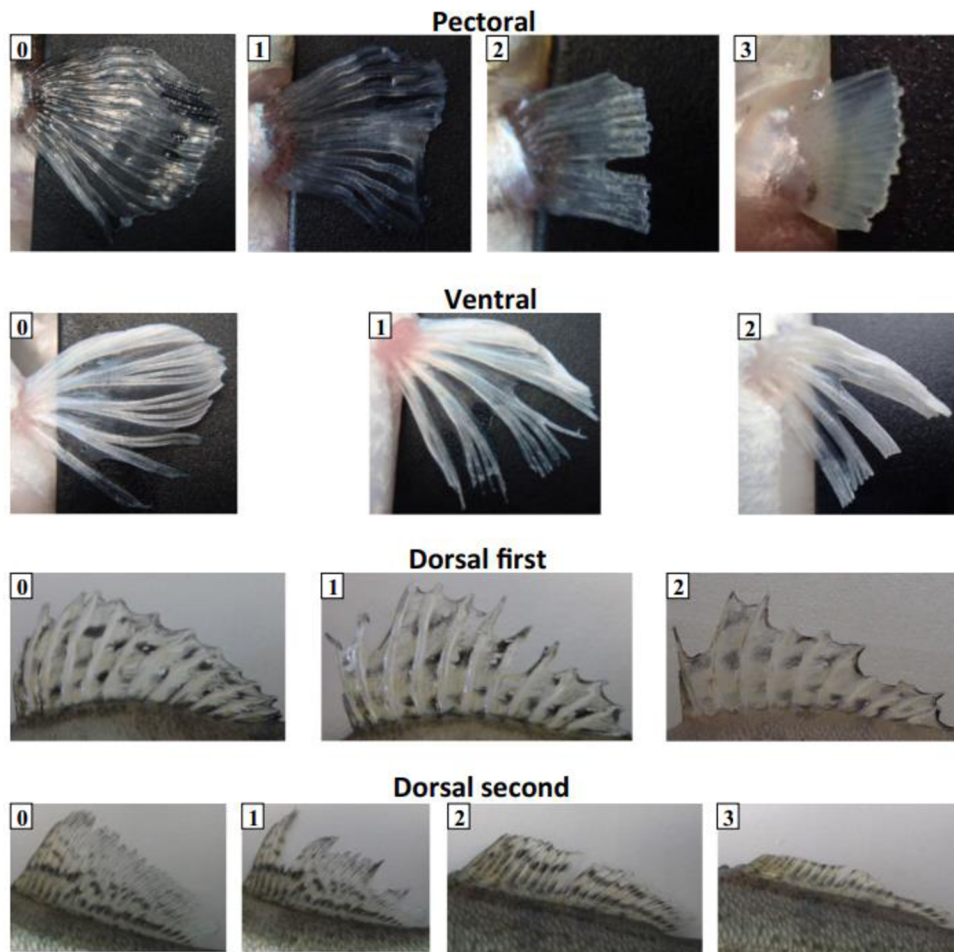 Pectoral
0 1 2 3
Ventral
0 1 2
Dorsal first
0 1 2
Dorsal second
0 1 2 3